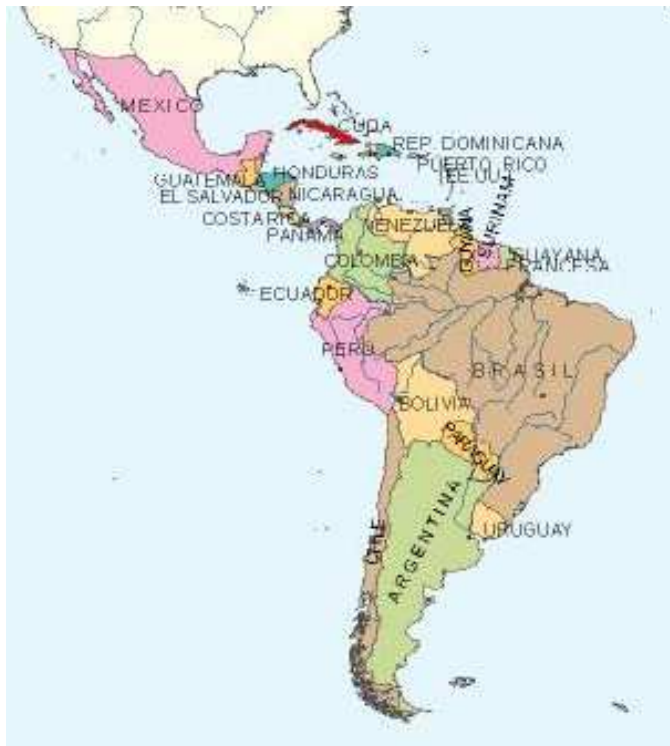 MEXICO
CUDA
REP. DOMINICANA
PUERTO RICO
(EE.UU.)
HONDURAS
GUATEMALA
EL SALVADOR
NICARAGUA
COSTA RICA
PANAMA
VENEZUELA
GUYANA
SURINAM
GUAYANA
FRANCESA
COLOMBIA
ECUADOR
PERU
BRASIL
BOLIVIA
PARAGUAY
CHILE
ARGENTINA
URUGUAY